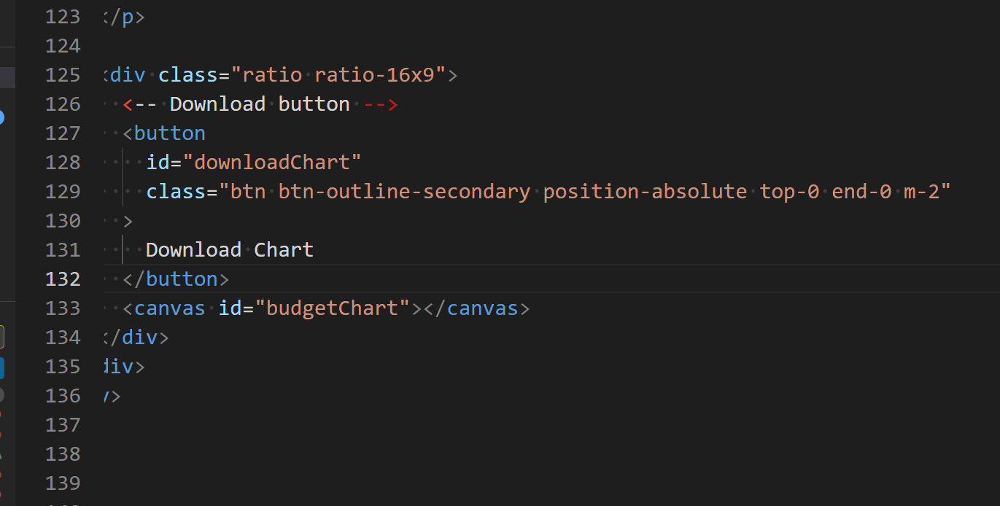 123 </p>
124
125 <div class="ratio ratio-16x9">
126 <-- Download button -->
127 <button
128 id="downloadChart"
129 class="btn btn-outline-secondary position-absolute top-0 end-0 m-2"
130 >
131 Download Chart
132 </button>
133 <canvas id="budgetChart"></canvas>
134 </div>
135 div>
136 v>
137
138
139